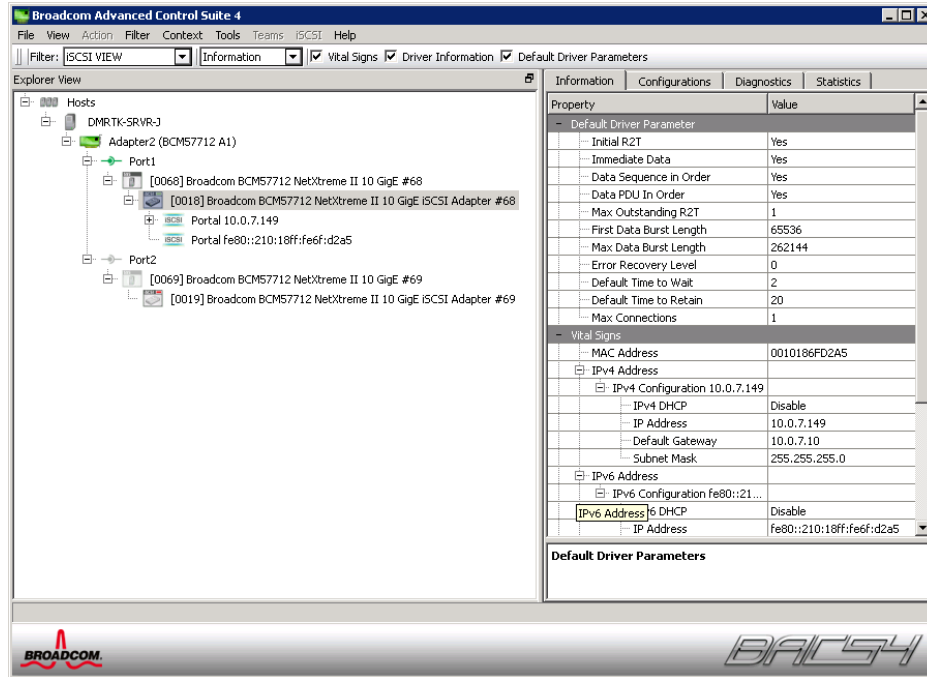 Broadcom Advanced Control Suite 4
File View Action Filter Context Tools Teams iSCSI Help
Filter: iSCSI VIEW Information Vital Signs Driver Information Default Driver Parameters
Explorer View
Hosts
DMRTK-SRVR-J
Adapter2 (BCM57712 A1)
Port1
[0068] Broadcom BCM57712 NetXtreme II 10 GigE #68
[0018] Broadcom BCM57712 NetXtreme II 10 GigE iSCSI Adapter #68
iSCSI Portal 10.0.7.149
iSCSI Portal fe80::210:18ff:fe6f:d2a5
Port2
[0069] Broadcom BCM57712 NetXtreme II 10 GigE #69
[0019] Broadcom BCM57712 NetXtreme II 10 GigE iSCSI Adapter #69
Information Configurations Diagnostics Statistics
Property Value
Default Driver Parameter
Initial R2T Yes
Immediate Data Yes
Data Sequence in Order Yes
Data PDU In Order Yes
Max Outstanding R2T 1
First Data Burst Length 65536
Max Data Burst Length 262144
Error Recovery Level 0
Default Time to Wait 2
Default Time to Retain 20
Max Connections 1
Vital Signs
MAC Address 0010186FD2A5
IPv4 Address
IPv4 Configuration 10.0.7.149
IPv4 DHCP Disable
IP Address 10.0.7.149
Default Gateway 10.0.7.10
Subnet Mask 255.255.255.0
IPv6 Address
IPv6 Configuration fe80::21...
IPv6 Address 6 DHCP Disable
IP Address fe80::210:18ff:fe6f:d2a5
Default Driver Parameters
BROADCOM.
BACS4